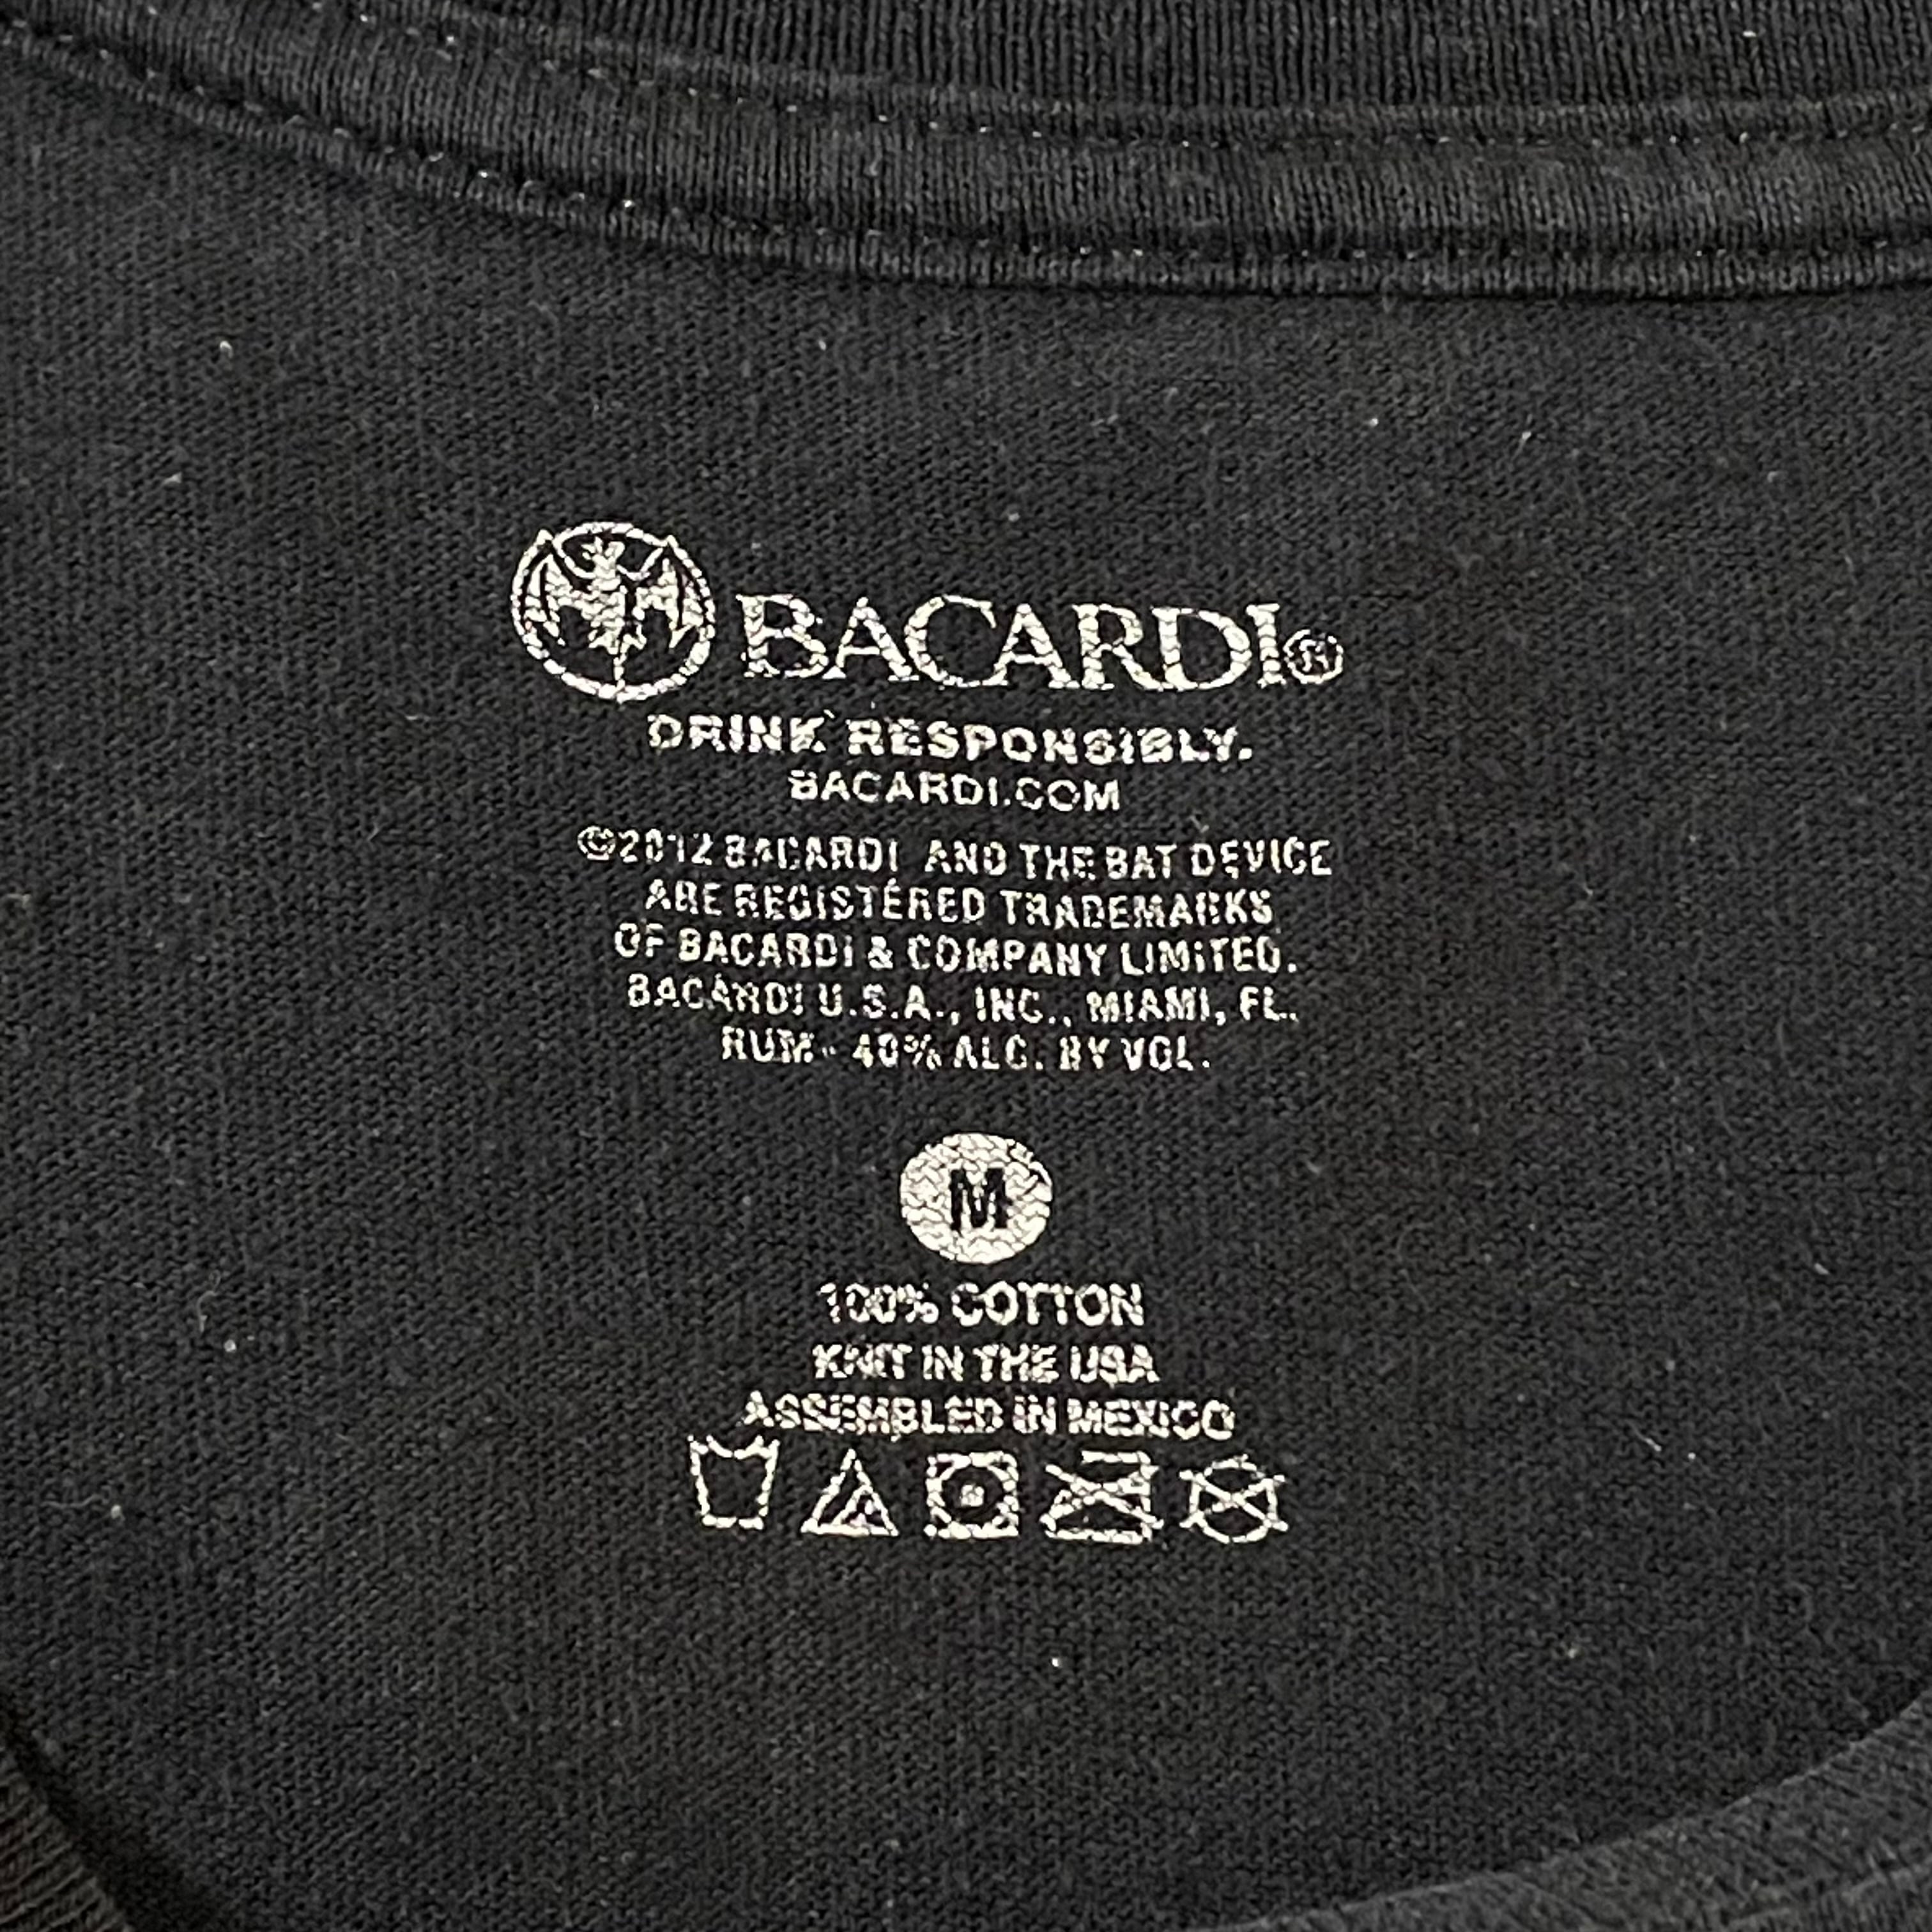 BACARDI®
DRINK RESPONSIBLY.
BACARDI.COM
©2012 BACARDI AND THE BAT DEVICE
ARE REGISTERED TRADEMARKS
OF BACARDI & COMPANY LIMITED.
BACARDI U.S.A., INC., MIAMI, FL.
RUM - 40% ALC. BY VOL.
M
100% COTTON
KNIT IN THE USA
ASSEMBLED IN MEXICO